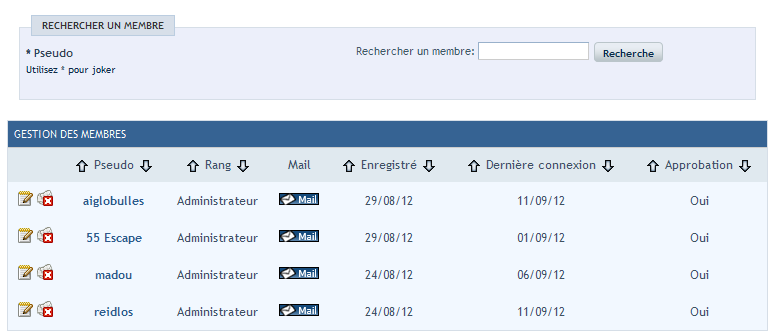 RECHERCHER UN MEMBRE
* Pseudo
Rechercher un membre: Recherche
Utilisez * pour joker
GESTION DES MEMBRES
Pseudo Rang Mail Enregistré Dernière connexion Approbation
aiglobulles Administrateur Mail 29/08/12 11/09/12 Oui
55 Escape Administrateur Mail 29/08/12 01/09/12 Oui
madou Administrateur Mail 24/08/12 06/09/12 Oui
reidlos Administrateur Mail 24/08/12 11/09/12 Oui